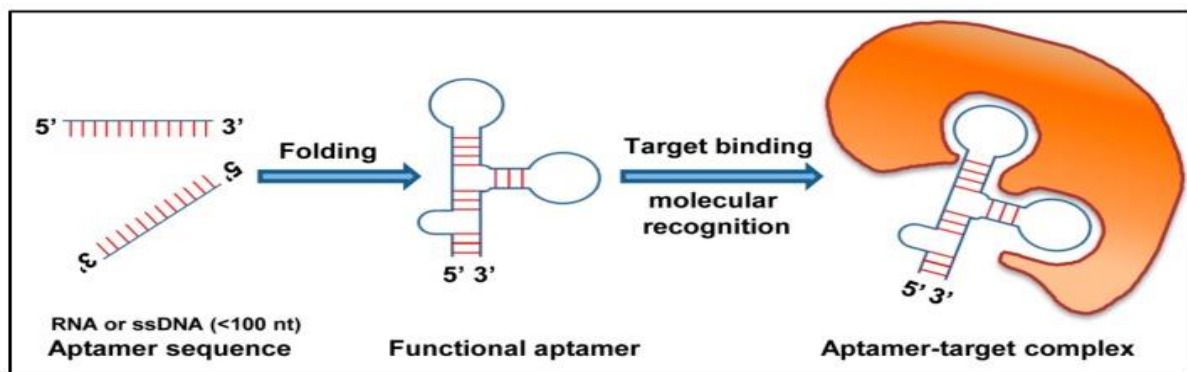 5’ 3’
Folding
Target binding
5’
molecular
recognition
3’
5’ 3’
5’ 3’
RNA or ssDNA (<100 nt)
Aptamer sequence
Functional aptamer
Aptamer-target complex